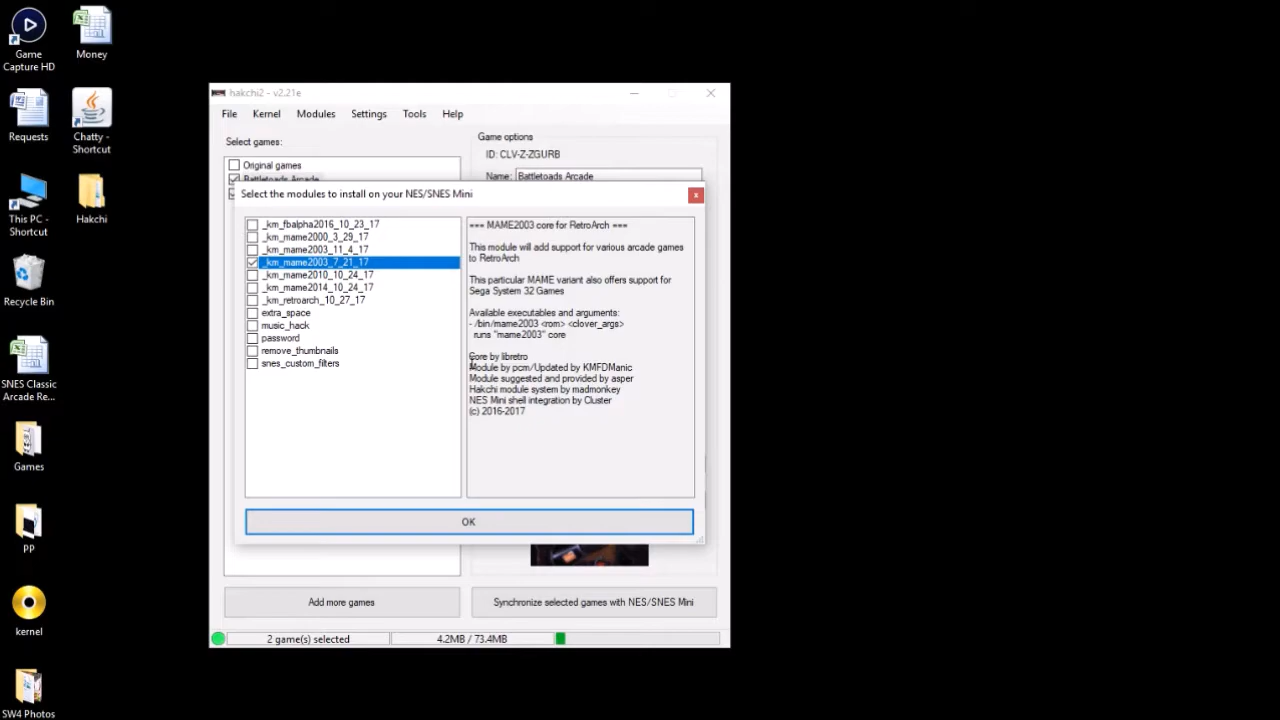 Game
Capture HD
Money
Requests
Chatty -
Shortcut
This PC -
Shortcut
Hakchi
Recycle Bin
SNES Classic
Arcade Re...
Games
pp
kernel
SW4 Photos
hakchi2 - v2.21e
File Kernel Modules Settings Tools Help
Select games:
Original games
Battletoads Arcade
Game options
ID: CLV-Z-ZGURB
Name: Battletoads Arcade
Select the modules to install on your NES/SNES Mini
x
_km_fbalpha2016_10_23_17
_km_mame2000_3_29_17
_km_mame2003_11_4_17
_km_mame2003_7_21_17
_km_mame2010_10_24_17
_km_mame2014_10_24_17
_km_retroarch_10_27_17
extra_space
music_hack
password
remove_thumbnails
snes_custom_filters
=== MAME2003 core for RetroArch ===
This module will add support for various arcade games
to RetroArch
This particular MAME variant also offers support for
Sega System 32 Games
Available executables and arguments:
- /bin/mame2003 <rom> <clover_args>
runs "mame2003" core
Core by libretro
Module by pcm/Updated by KMFDManic
Module suggested and provided by asper
Hakchi module system by madmonkey
NES Mini shell integration by Cluster
(c) 2016-2017
OK
Add more games
Synchronize selected games with NES/SNES Mini
2 game(s) selected
4.2MB / 73.4MB